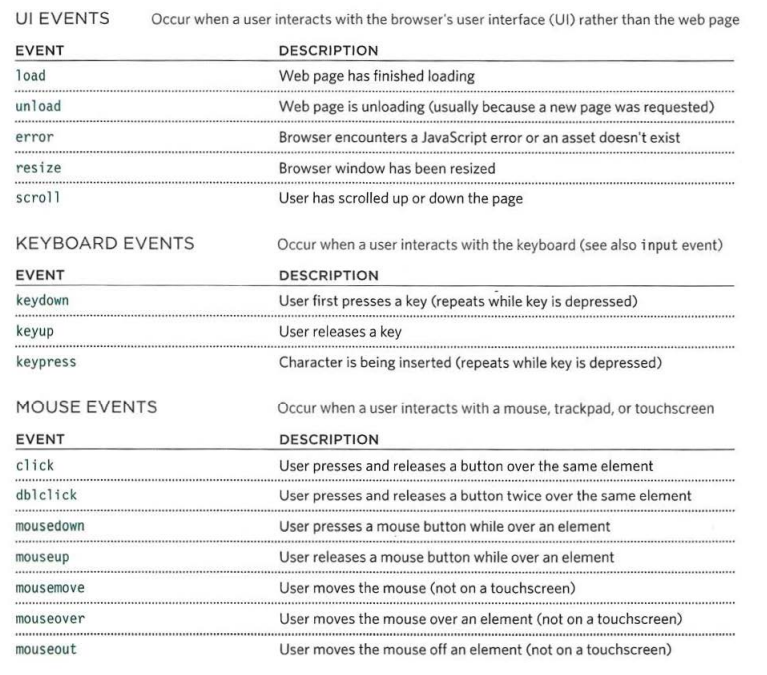 UI EVENTS Occur when a user interacts with the browser's user interface (UI) rather than the web page
EVENT DESCRIPTION
load Web page has finished loading
unload Web page is unloading (usually because a new page was requested)
error Browser encounters a JavaScript error or an asset doesn't exist
resize Browser window has been resized
scroll User has scrolled up or down the page
KEYBOARD EVENTS Occur when a user interacts with the keyboard (see also input event)
EVENT DESCRIPTION
keydown User first presses a key (repeats while key is depressed)
keyup User releases a key
keypress Character is being inserted (repeats while key is depressed)
MOUSE EVENTS Occur when a user interacts with a mouse, trackpad, or touchscreen
EVENT DESCRIPTION
click User presses and releases a button over the same element
dblclick User presses and releases a button twice over the same element
mousedown User presses a mouse button while over an element
mouseup User releases a mouse button while over an element
mousemove User moves the mouse (not on a touchscreen)
mouseover User moves the mouse over an element (not on a touchscreen)
mouseout User moves the mouse off an element (not on a touchscreen)